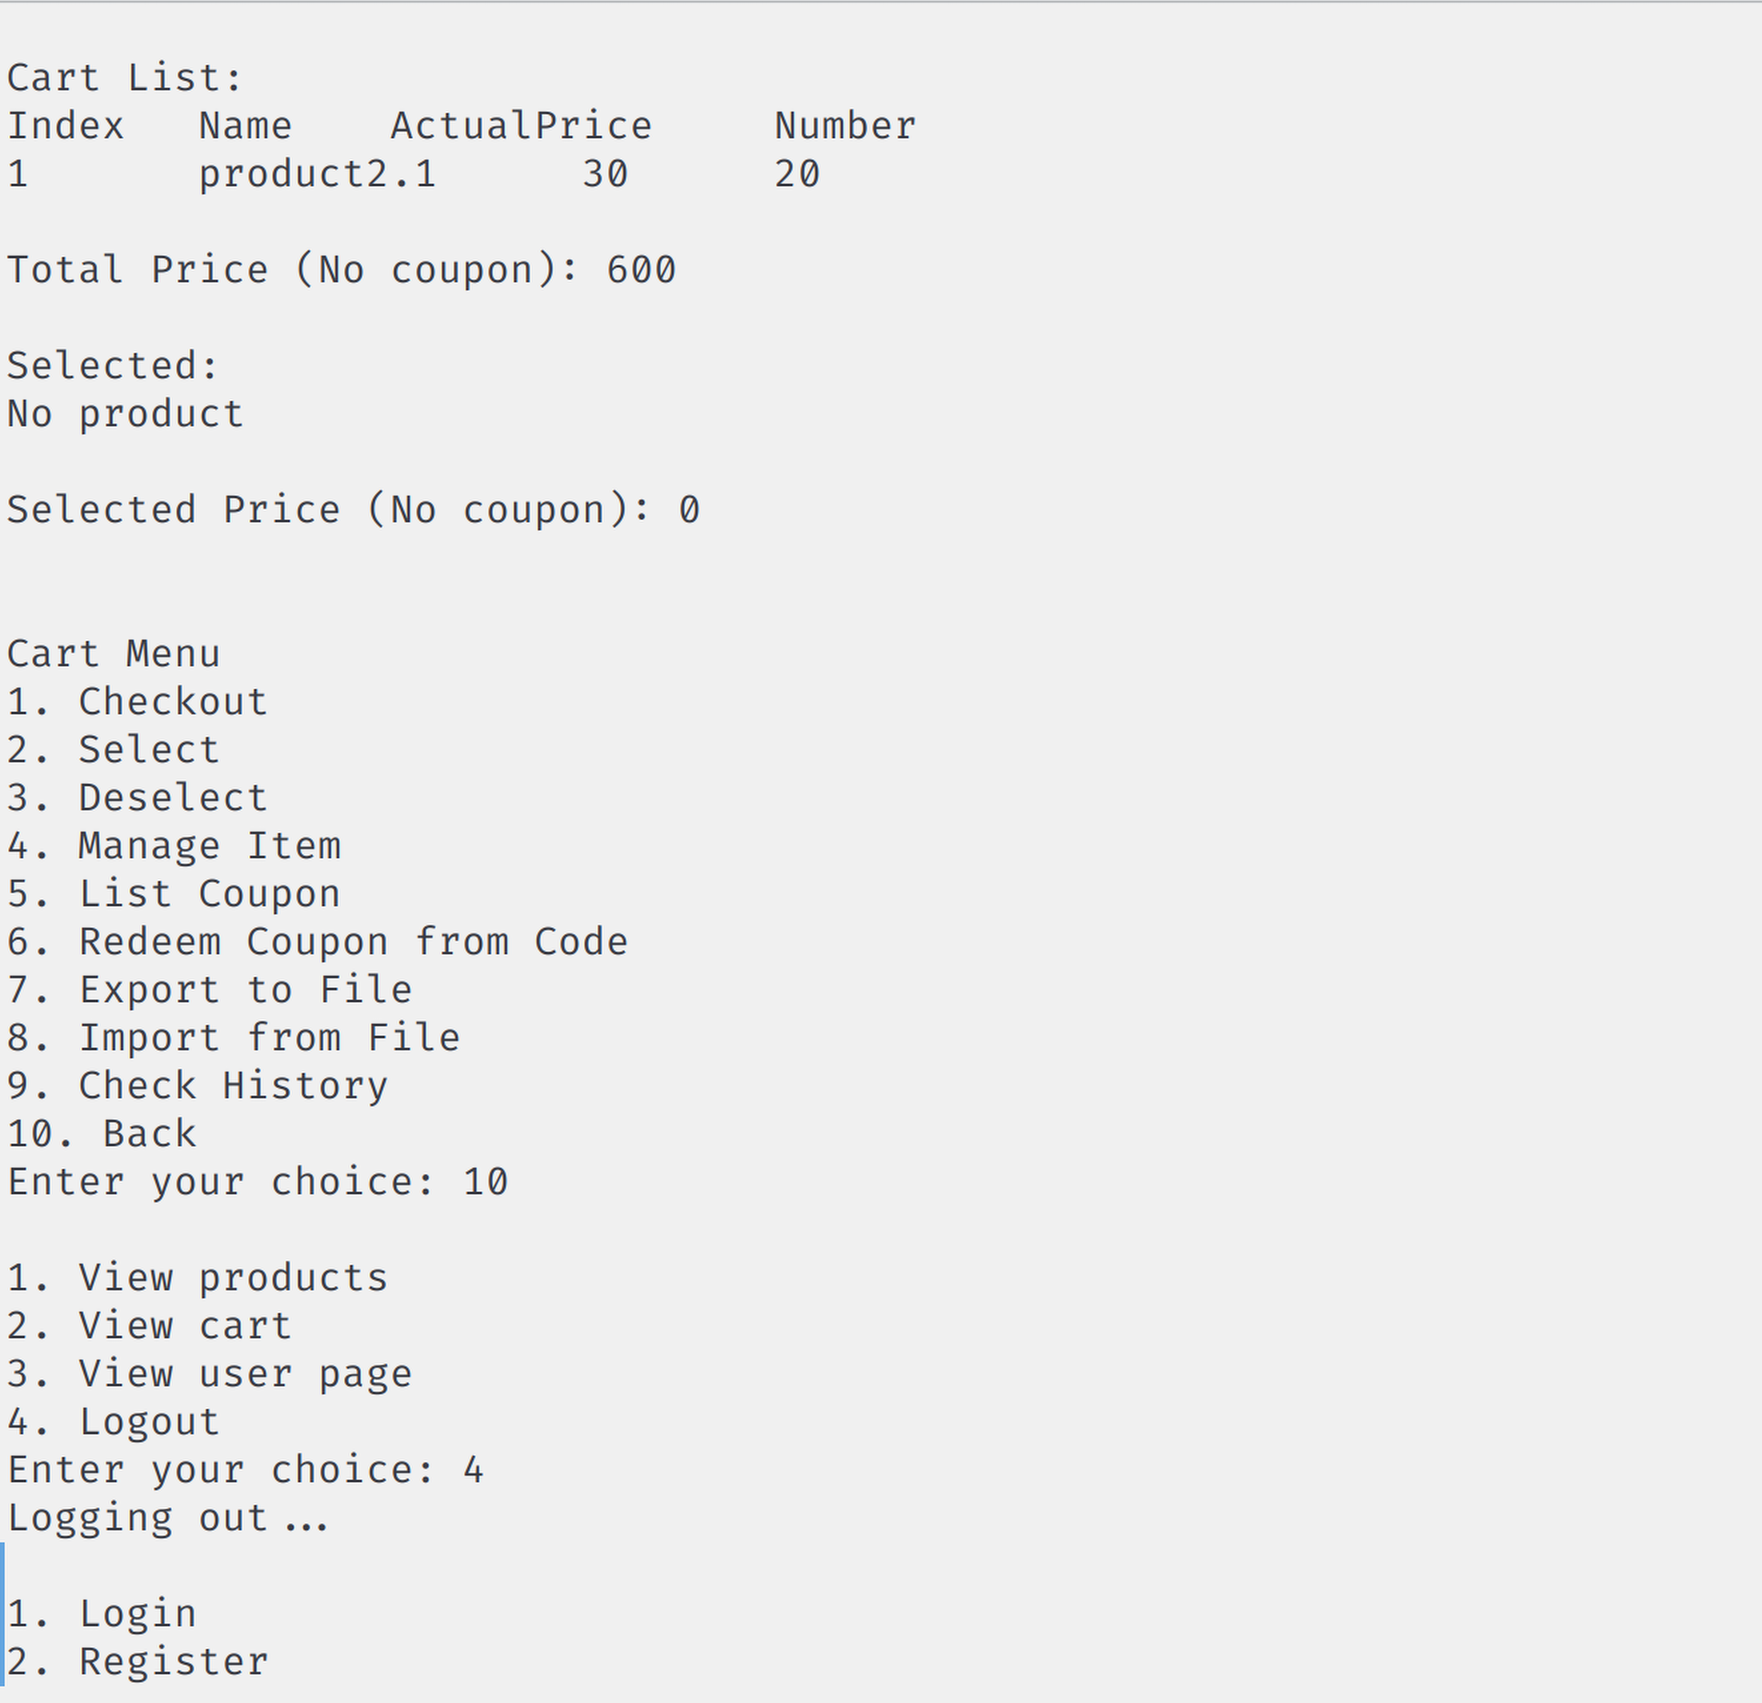 Cart List:
Index   Name    ActualPrice     Number
1       product2.1      30      20
Total Price (No coupon): 600
Selected:
No product
Selected Price (No coupon): 0
Cart Menu
1. Checkout
2. Select
3. Deselect
4. Manage Item
5. List Coupon
6. Redeem Coupon from Code
7. Export to File
8. Import from File
9. Check History
10. Back
Enter your choice: 10
1. View products
2. View cart
3. View user page
4. Logout
Enter your choice: 4
Logging out...
1. Login
2. Register